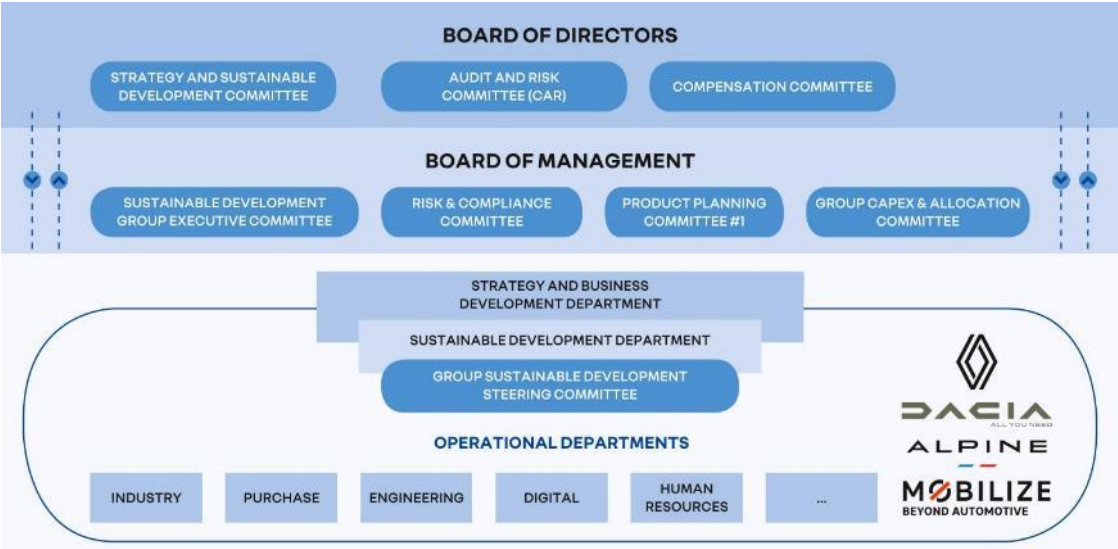 BOARD OF DIRECTORS
STRATEGY AND SUSTAINABLE
DEVELOPMENT COMMITTEE
AUDIT AND RISK
COMMITTEE (CAR)
COMPENSATION COMMITTEE
BOARD OF MANAGEMENT
SUSTAINABLE DEVELOPMENT
GROUP EXECUTIVE COMMITTEE
RISK & COMPLIANCE
COMMITTEE
PRODUCT PLANNING
COMMITTEE #1
GROUP CAPEX & ALLOCATION
COMMITTEE
STRATEGY AND BUSINESS
DEVELOPMENT DEPARTMENT
SUSTAINABLE DEVELOPMENT DEPARTMENT
GROUP SUSTAINABLE DEVELOPMENT
STEERING COMMITTEE
OPERATIONAL DEPARTMENTS
INDUSTRY
PURCHASE
ENGINEERING
DIGITAL
HUMAN
RESOURCES
...
DACIA
ALL YOU NEED
ALPINE
MOBILIZE
BEYOND AUTOMOTIVE